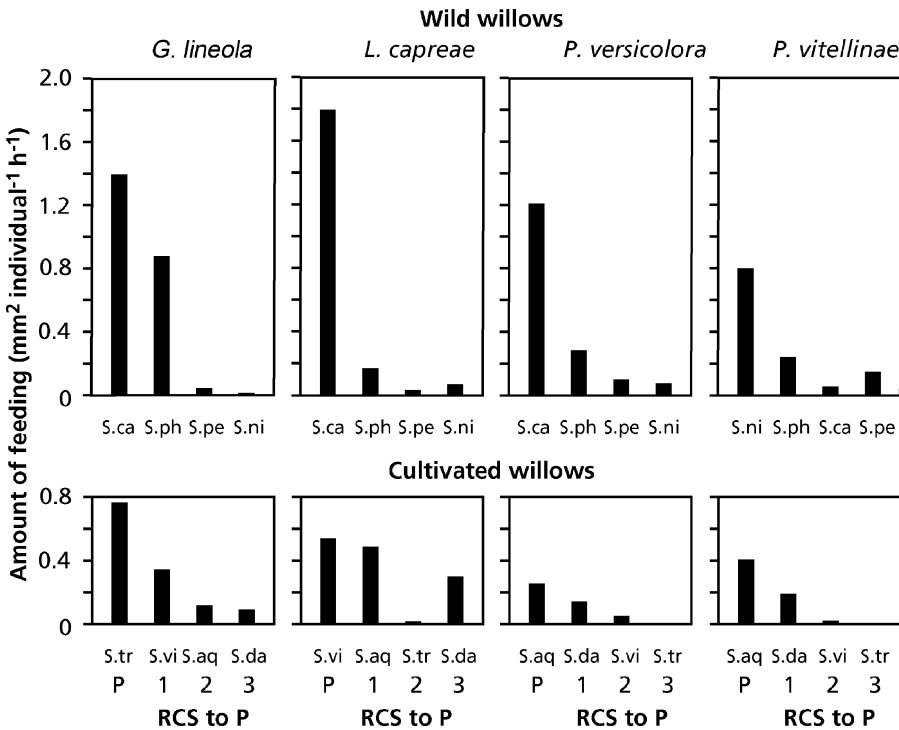 Wild willows
G. lineola L. capreae P. versicolora P. vitellinae
Amount of feeding (mm2 individual-1 h-1)
2.0
1.6
1.2
0.8
0.4
0
S.ca S.ph S.pe S.ni S.ca S.ph S.pe S.ni S.ca S.ph S.pe S.ni S.ni S.ph S.ca S.pe
Cultivated willows
0.8
0.4
0
S.tr S.vi S.aq S.da S.vi S.aq S.tr S.da S.aq S.da S.vi S.tr S.aq S.da S.vi S.tr
P 1 2 3 P 1 2 3 P 1 2 3 P 1 2 3
RCS to P RCS to P RCS to P RCS to P